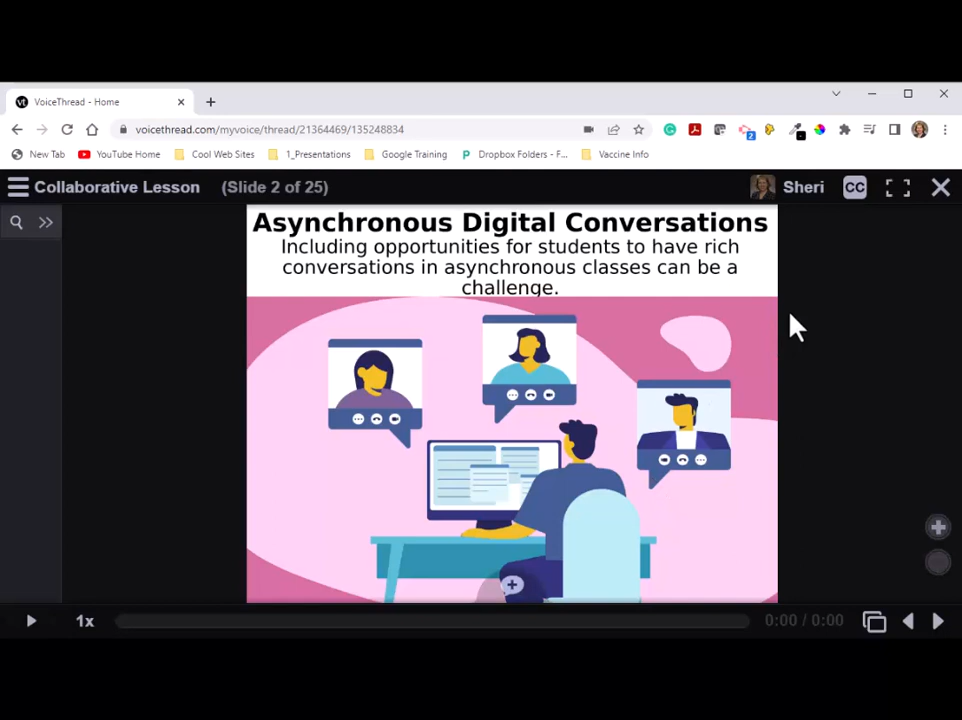 VoiceThread - Home
voicethread.com/myvoice/thread/21364469/135248834
New Tab YouTube Home Cool Web Sites 1_Presentations Google Training Dropbox Folders - F... Vaccine Info
Collaborative Lesson (Slide 2 of 25) Sheri CC
Asynchronous Digital Conversations
Including opportunities for students to have rich
conversations in asynchronous classes can be a
challenge.
1x 0:00 / 0:00